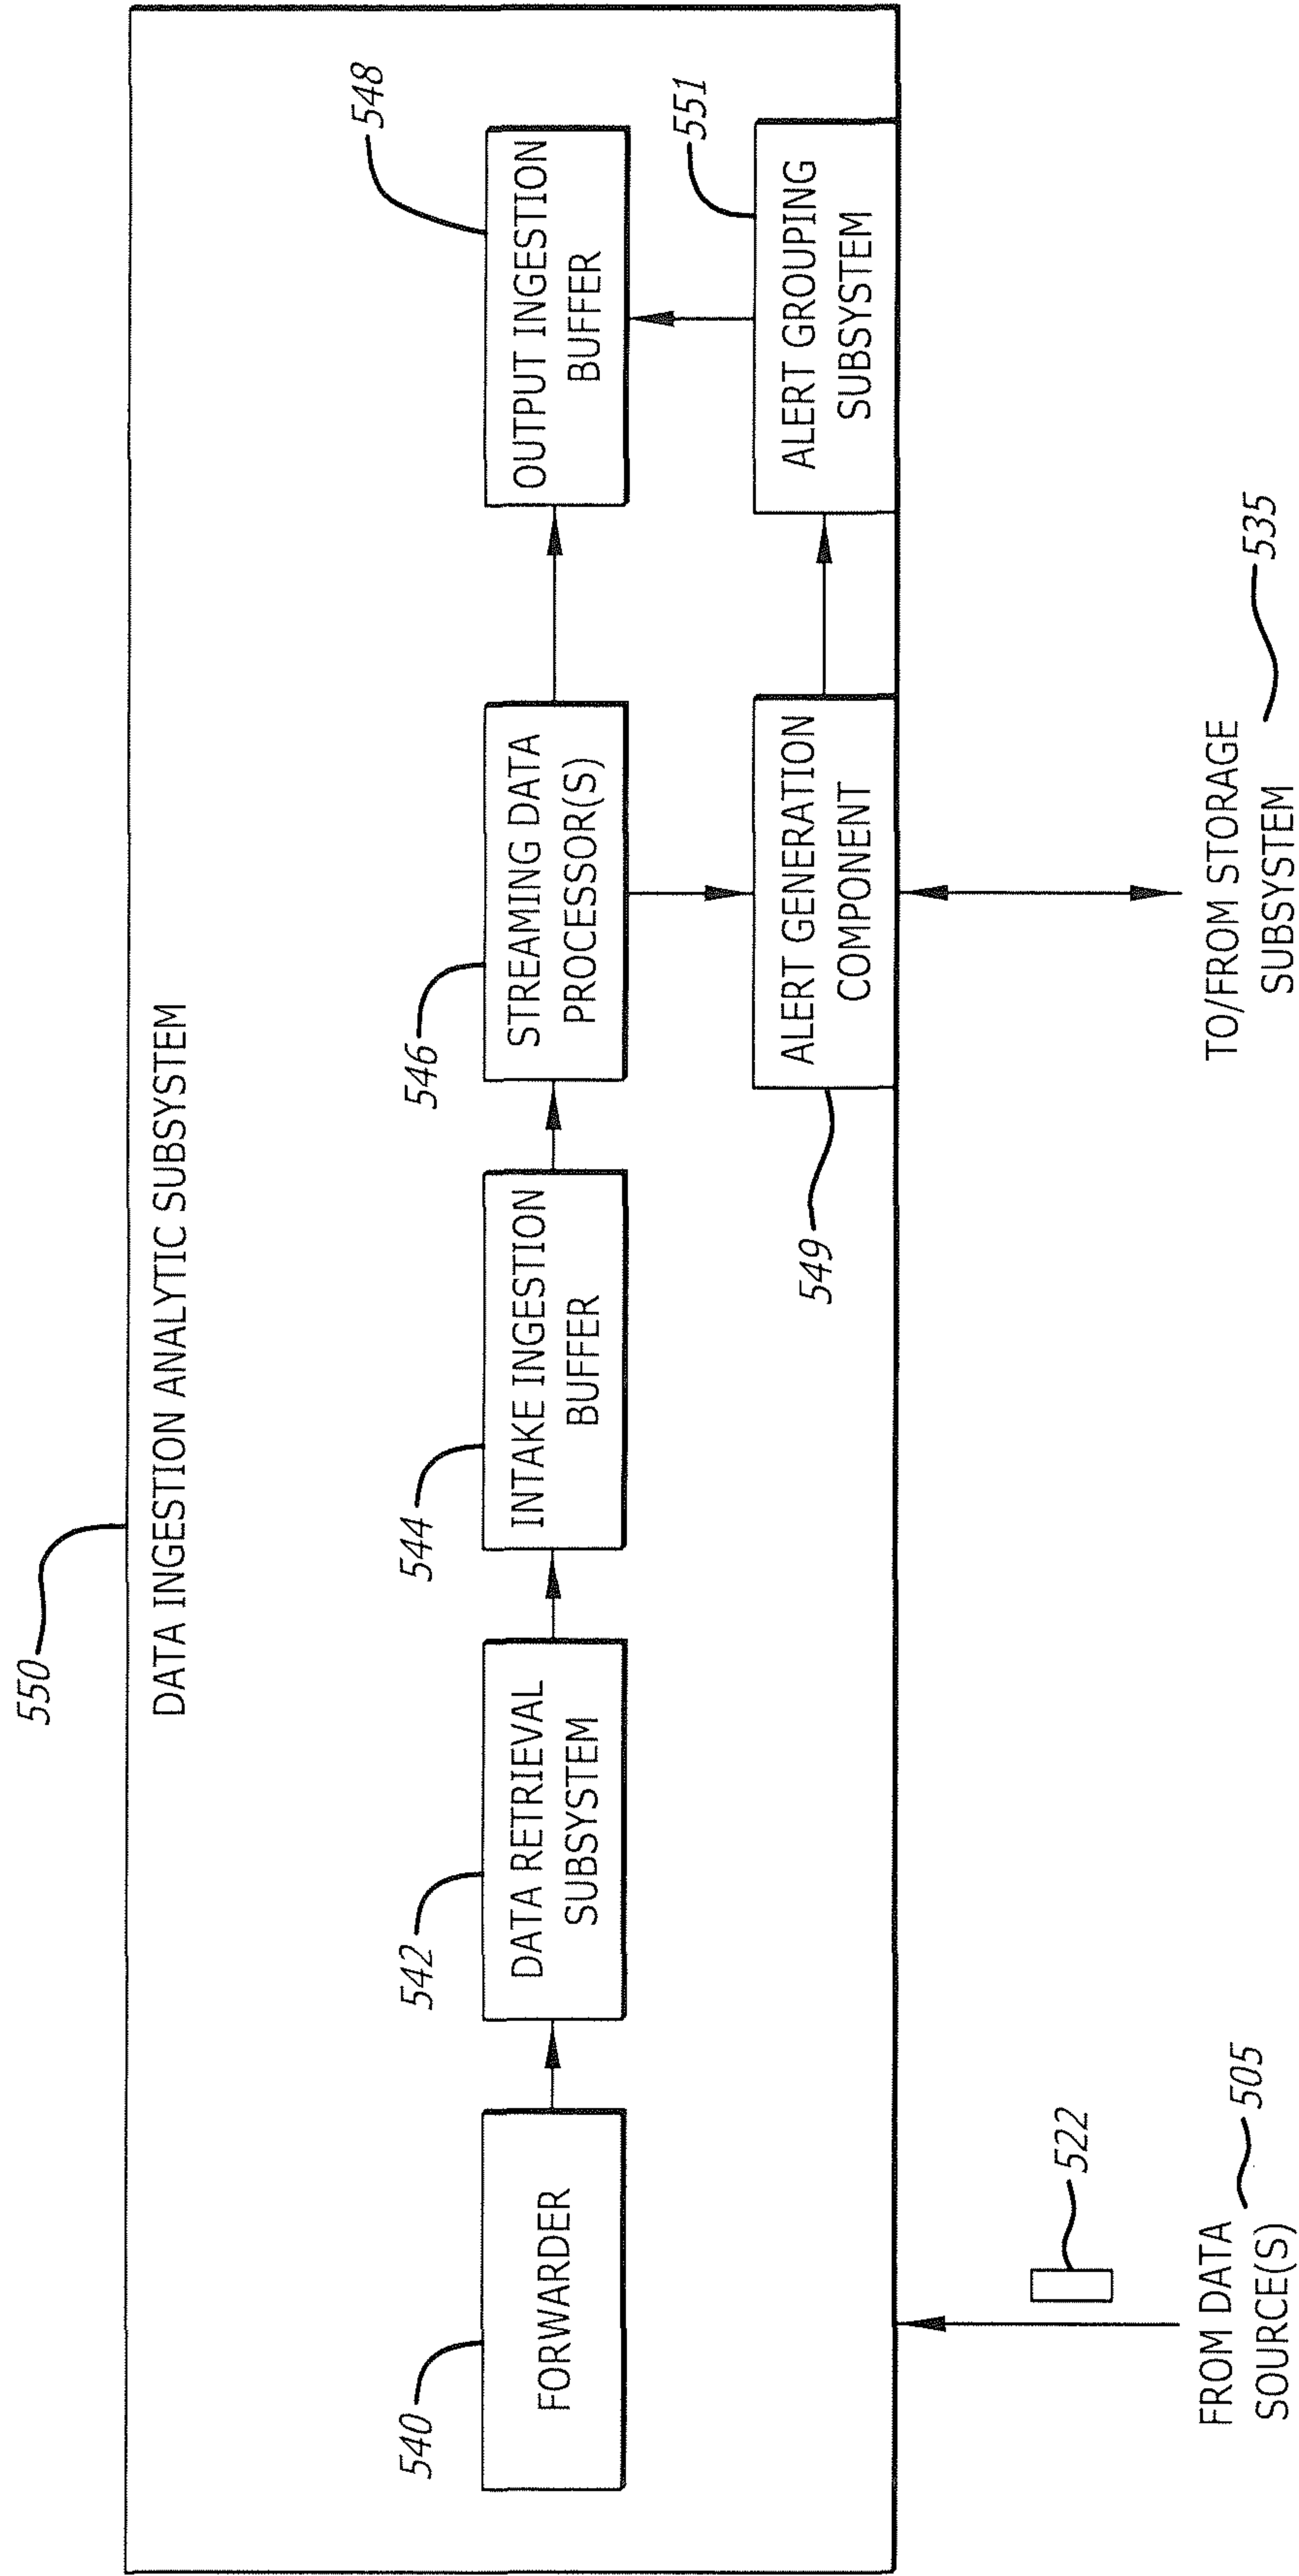 550
DATA INGESTION ANALYTIC SUBSYSTEM
540
FORWARDER
542
DATA RETRIEVAL
SUBSYSTEM
544
INTAKE INGESTION
BUFFER
546
STREAMING DATA
PROCESSOR(S)
548
OUTPUT INGESTION
BUFFER
549
ALERT GENERATION
COMPONENT
551
ALERT GROUPING
SUBSYSTEM
522
FROM DATA
SOURCE(S)
505
TO/FROM STORAGE
SUBSYSTEM
535